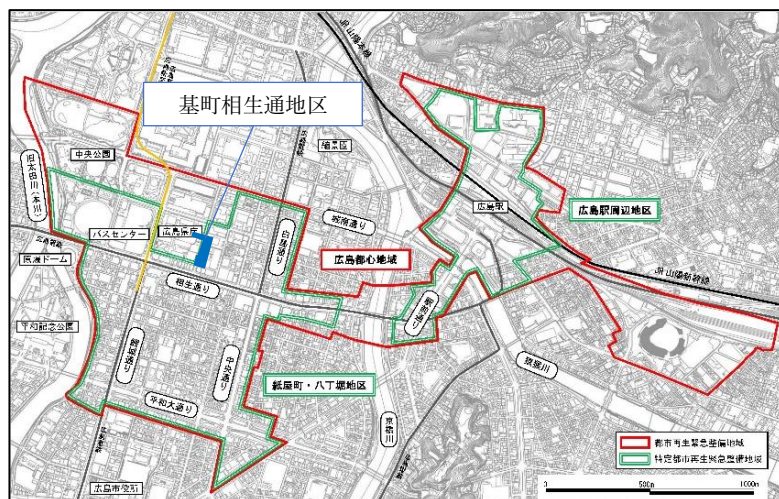 JR山陽本線
基町相生通地区
中央公園
縮景園
旧太田川(本川)
城南通り
広島駅
広島駅周辺地区
白島通り
バスセンター
広島県庁
広島都心地域
JR山陽新幹線
原爆ドーム
相生通り
駅前通り
平和記念公園
鯉城通り
中央通り
紙屋町・八丁堀地区
猿猴川
平和大通り
京橋川
都市再生緊急整備地域
特定都市再生緊急整備地域
広島市役所
0 500m 1000m